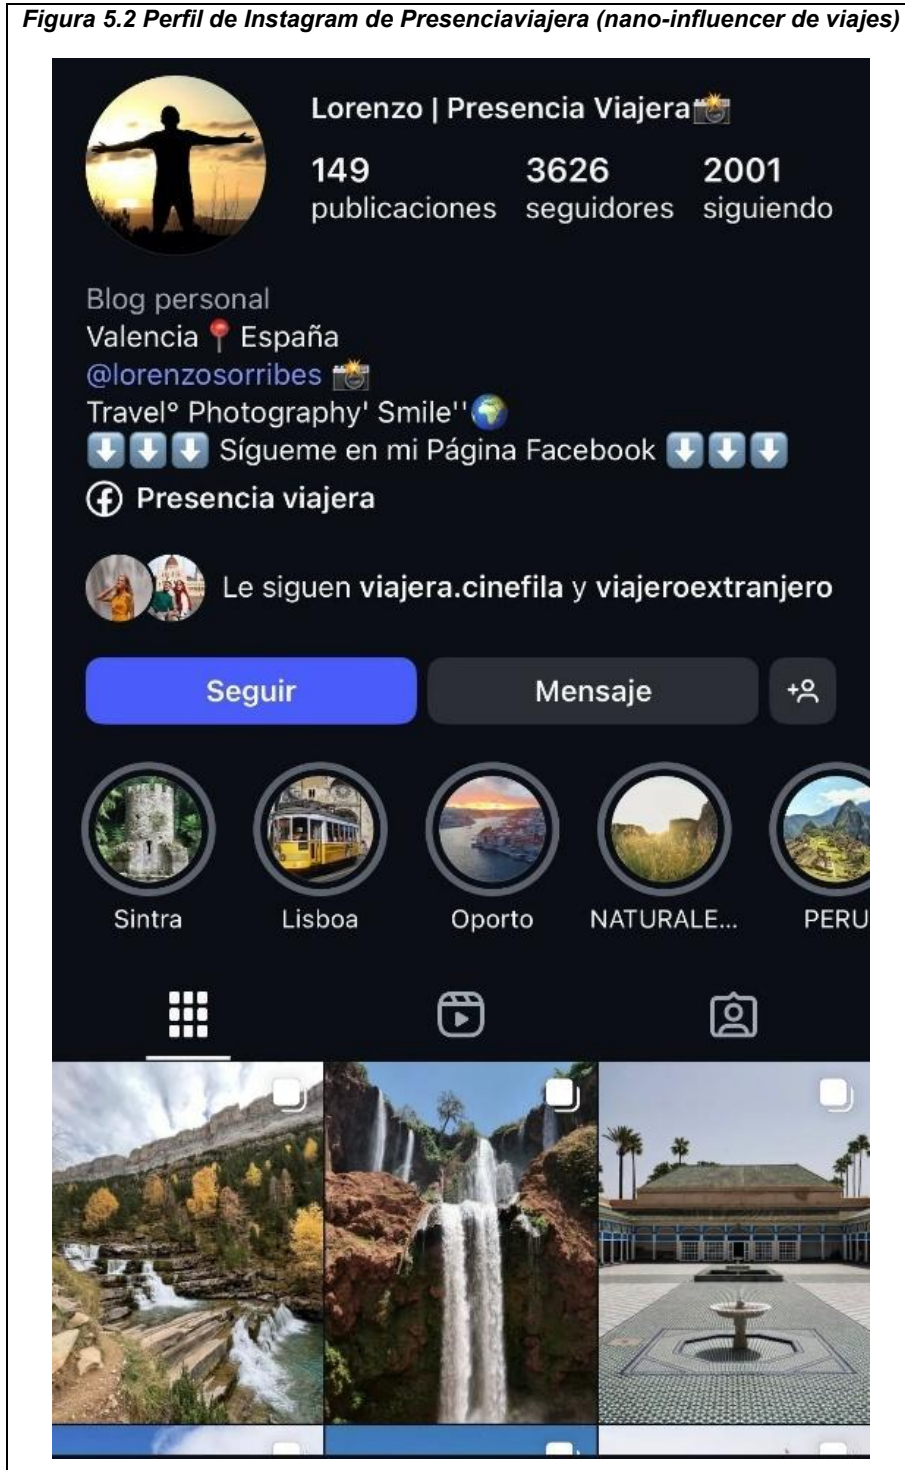 Figura 5.2 Perfil de Instagram de Presenciaviajera (nano-influencer de viajes)
Lorenzo | Presencia Viajera📸
149 3626 2001
publicaciones seguidores siguiendo
Blog personal
Valencia 📍 España
@lorenzosorribes 📸
Travel° Photography' Smile''🌍
⬇️⬇️⬇️ Sígueme en mi Página Facebook ⬇️⬇️⬇️
Presencia viajera
Le siguen viajera.cinefila y viajeroextranjero
Seguir Mensaje
Sintra Lisboa Oporto NATURALE... PERU